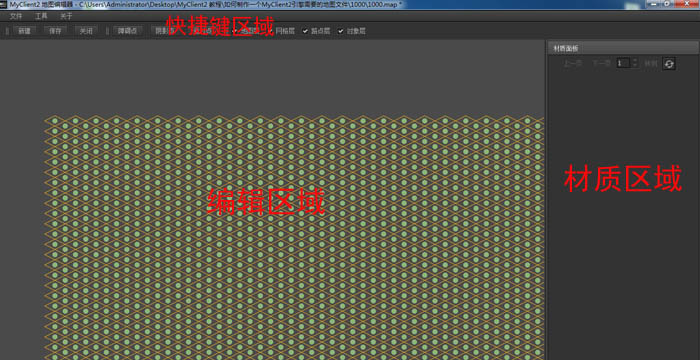 MyClient2 地图编辑器 - C:\Users\Administrator\Desktop\MyClient2 教程\如何制作一个MyClient2引擎需要的地图文件\1000\1000.map *
文件 工具 关于
快捷键区域
新建 保存 关闭 障碍点 阴影点 网格层 路点层 对象层
材质面板
上一页 下一页 1 转到
编辑区域
材质区域